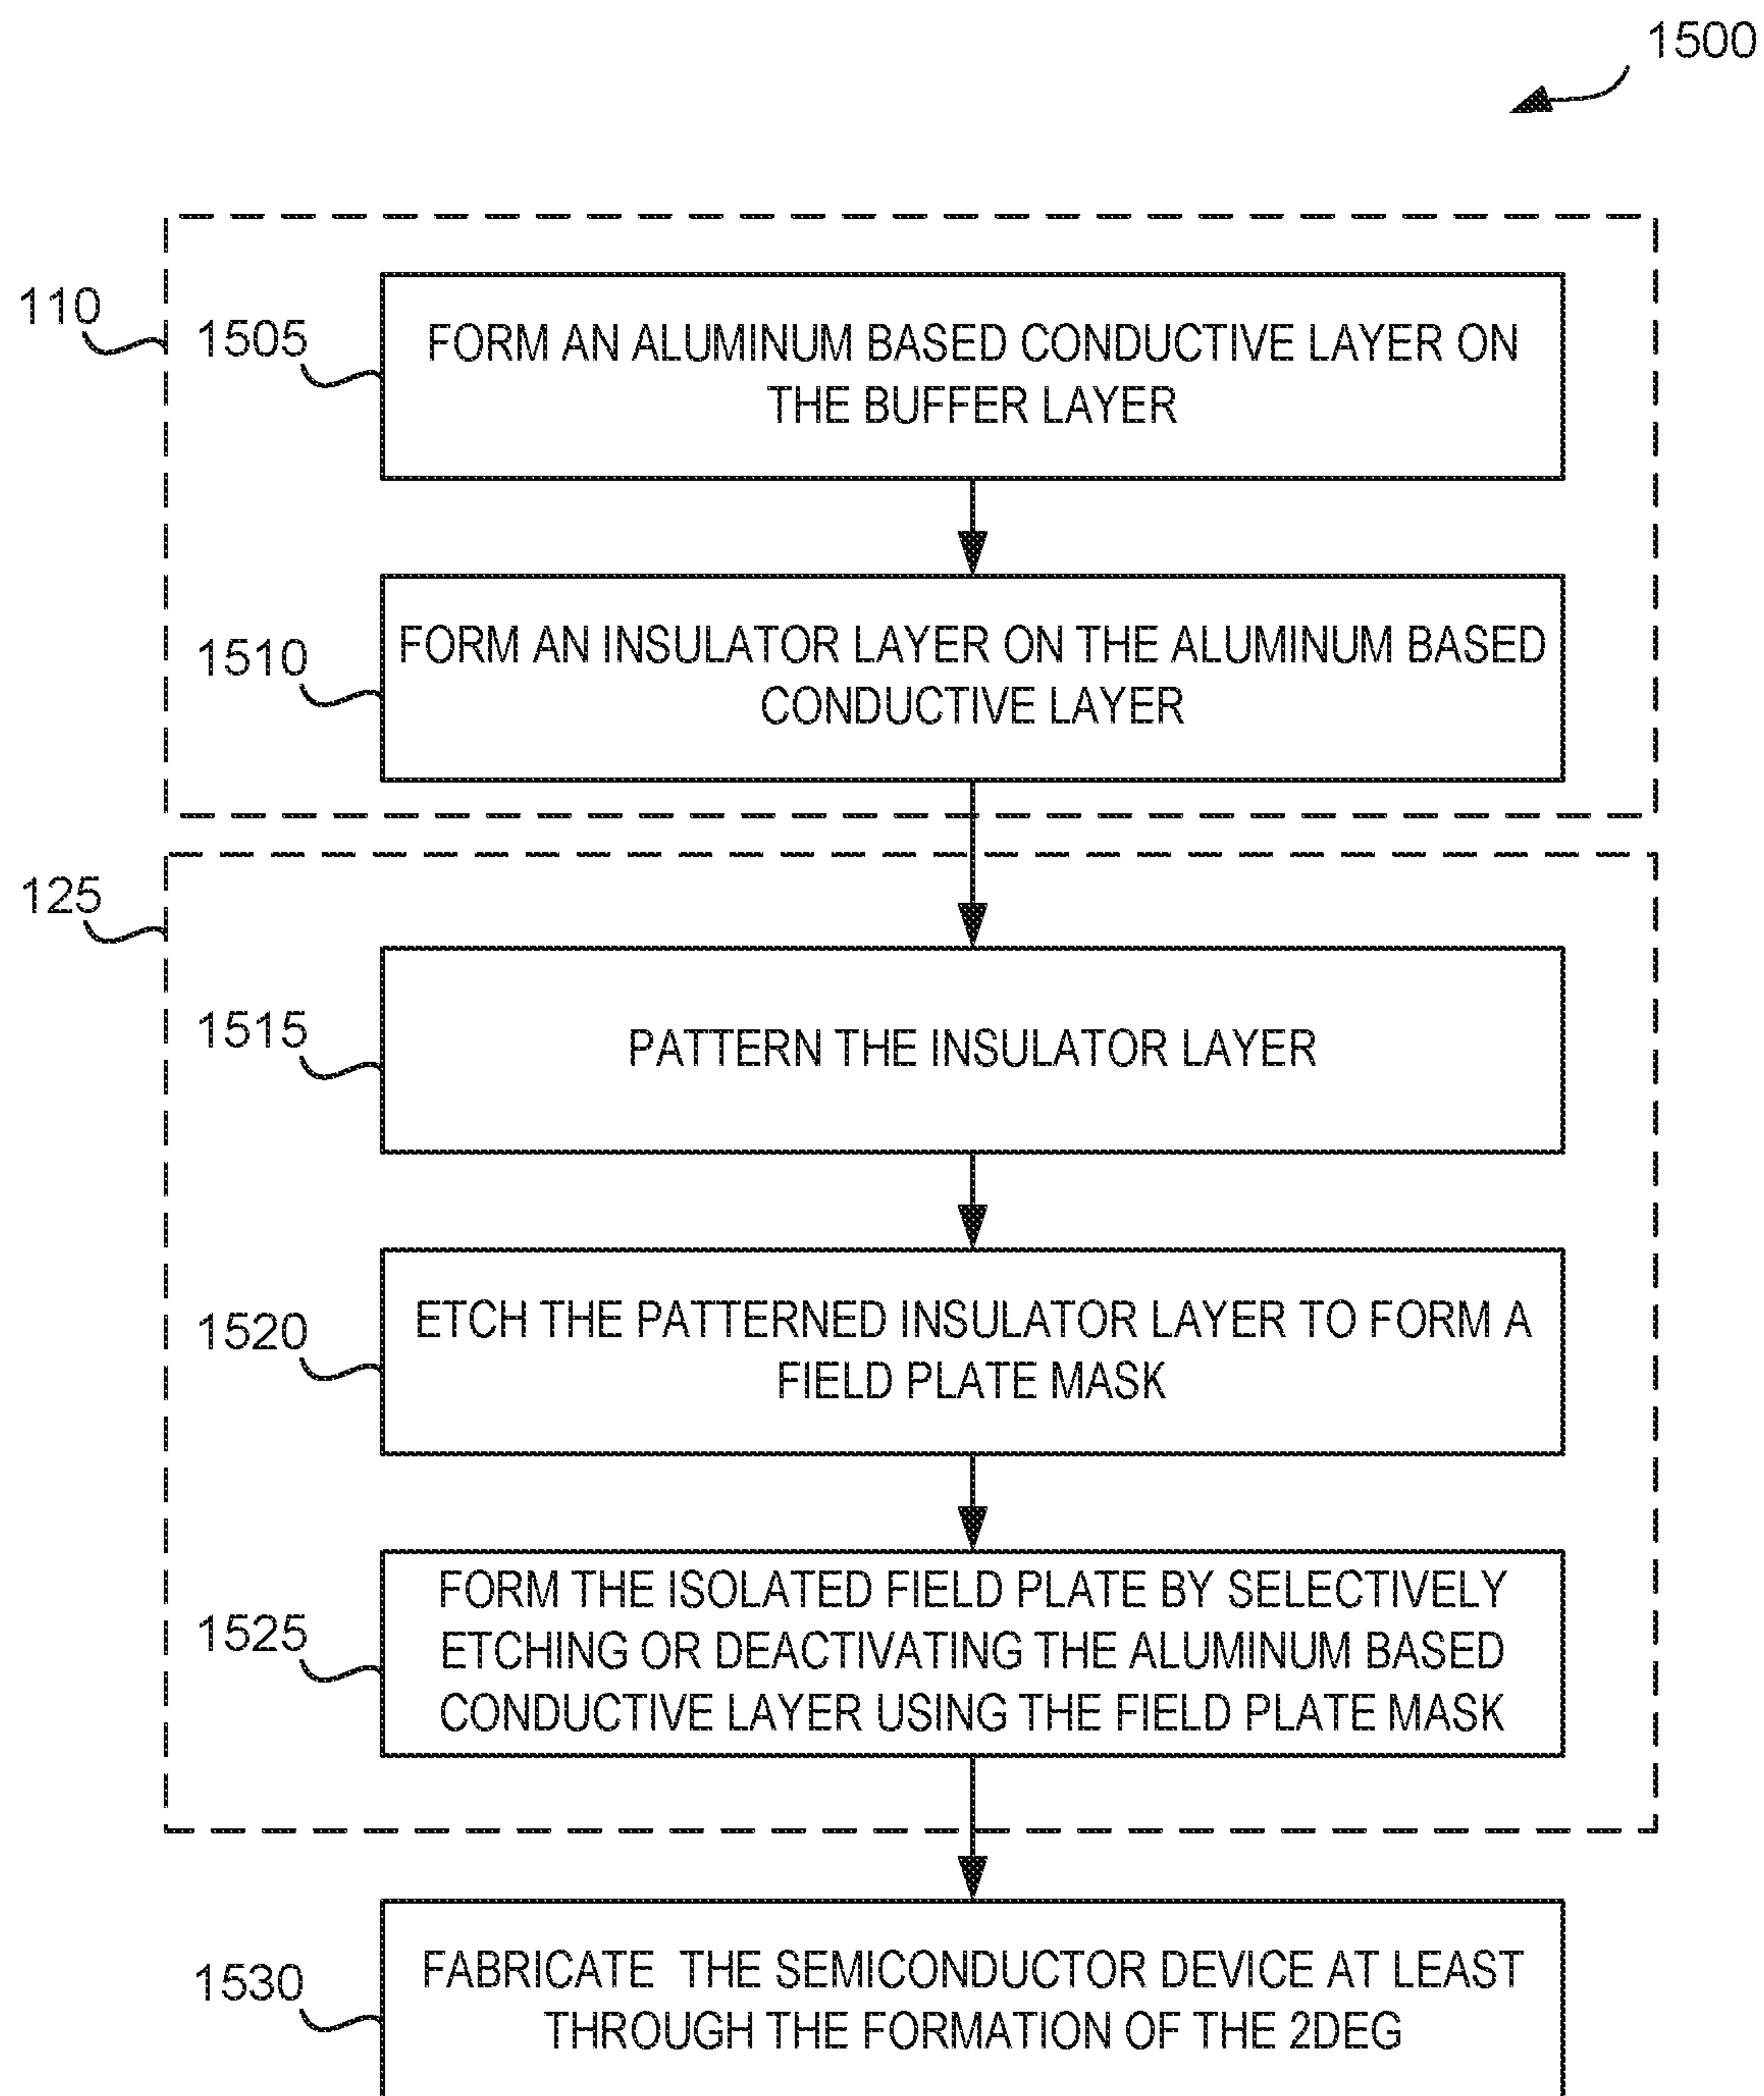 1500
110
1505
FORM AN ALUMINUM BASED CONDUCTIVE LAYER ON
THE BUFFER LAYER
1510
FORM AN INSULATOR LAYER ON THE ALUMINUM BASED
CONDUCTIVE LAYER
125
1515
PATTERN THE INSULATOR LAYER
1520
ETCH THE PATTERNED INSULATOR LAYER TO FORM A
FIELD PLATE MASK
1525
FORM THE ISOLATED FIELD PLATE BY SELECTIVELY
ETCHING OR DEACTIVATING THE ALUMINUM BASED
CONDUCTIVE LAYER USING THE FIELD PLATE MASK
1530
FABRICATE THE SEMICONDUCTOR DEVICE AT LEAST
THROUGH THE FORMATION OF THE 2DEG